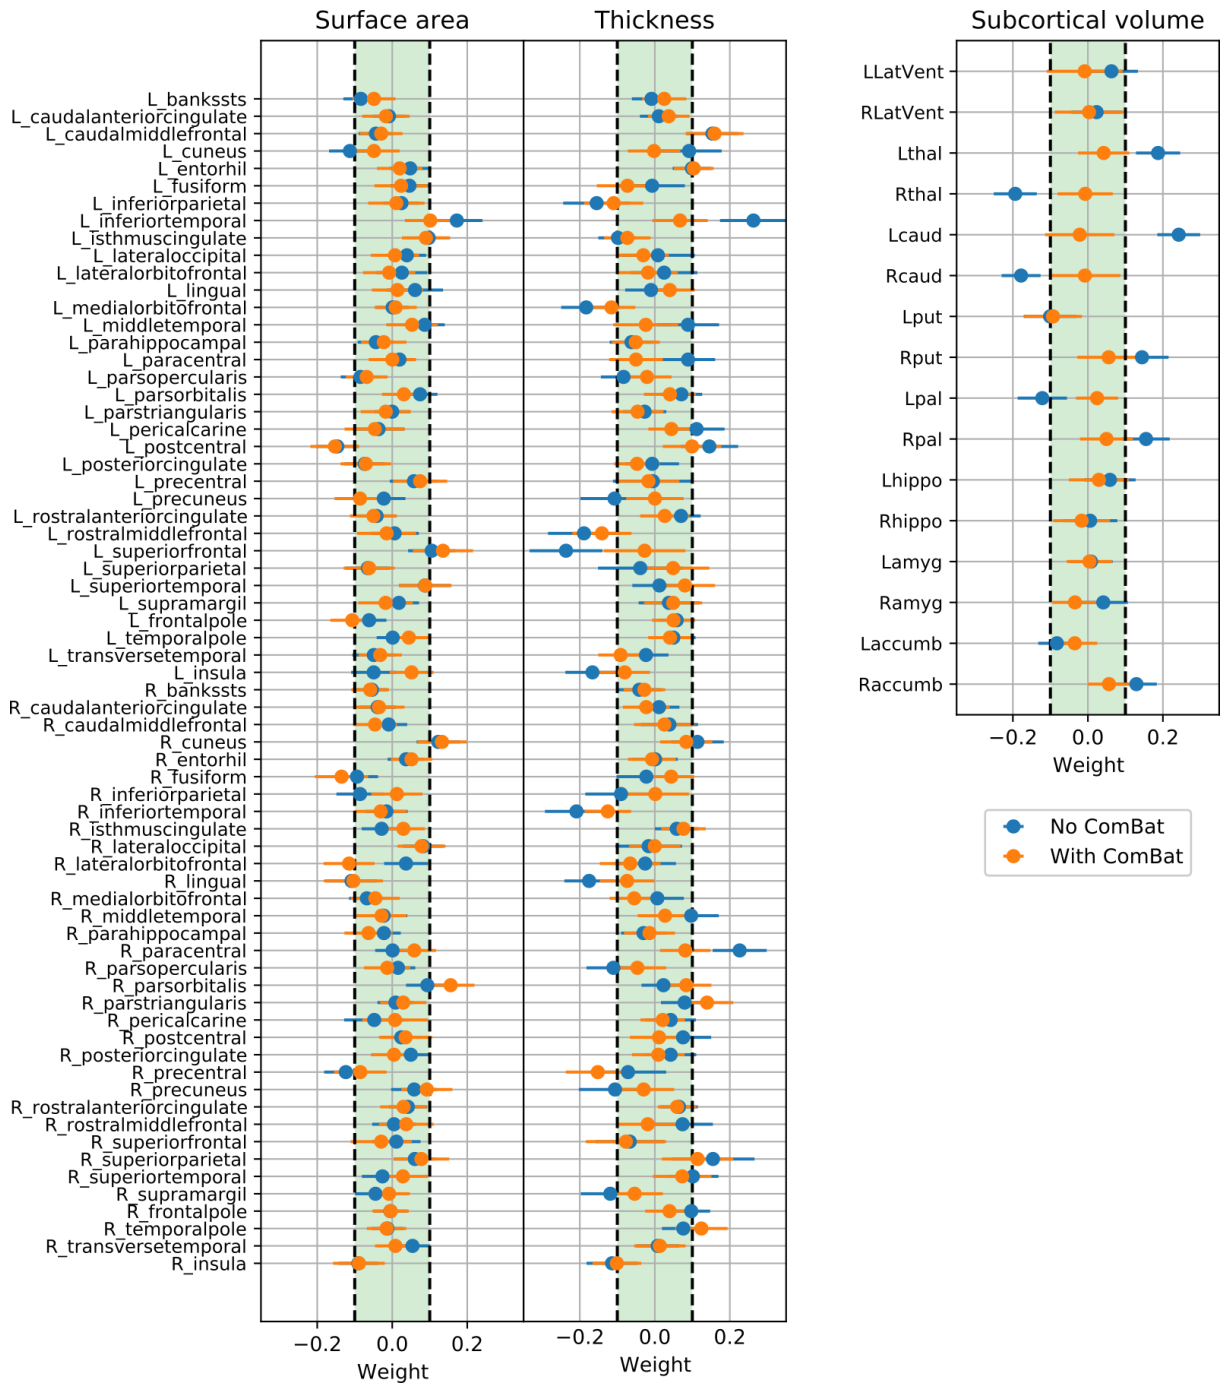 Surface area
Thickness
Subcortical volume
L_bankssts
L_caudalanteriorcingulate
L_caudalmiddlefrontal
L_cuneus
L_entorhil
L_fusiform
L_inferiorparietal
L_inferiortemporal
L_isthmuscingulate
L_lateraloccipital
L_lateralorbitofrontal
L_lingual
L_medialorbitofrontal
L_middletemporal
L_parahippocampal
L_paracentral
L_parsopercularis
L_parsorbitalis
L_parstriangularis
L_pericalcarine
L_postcentral
L_posteriorcingulate
L_precentral
L_precuneus
L_rostralanteriorcingulate
L_rostralmiddlefrontal
L_superiorfrontal
L_superiorparietal
L_superiortemporal
L_supramargil
L_frontalpole
L_temporalpole
L_transversetemporal
L_insula
R_bankssts
R_caudalanteriorcingulate
R_caudalmiddlefrontal
R_cuneus
R_entorhil
R_fusiform
R_inferiorparietal
R_inferiortemporal
R_isthmuscingulate
R_lateraloccipital
R_lateralorbitofrontal
R_lingual
R_medialorbitofrontal
R_middletemporal
R_parahippocampal
R_paracentral
R_parsopercularis
R_parsorbitalis
R_parstriangularis
R_pericalcarine
R_postcentral
R_posteriorcingulate
R_precentral
R_precuneus
R_rostralanteriorcingulate
R_rostralmiddlefrontal
R_superiorfrontal
R_superiorparietal
R_superiortemporal
R_supramargil
R_frontalpole
R_temporalpole
R_transversetemporal
R_insula
−0.2 0.0 0.2
Weight
−0.2 0.0 0.2
Weight
LLatVent
RLatVent
Lthal
Rthal
Lcaud
Rcaud
Lput
Rput
Lpal
Rpal
Lhippo
Rhippo
Lamyg
Ramyg
Laccumb
Raccumb
−0.2 0.0 0.2
Weight
No ComBat
With ComBat